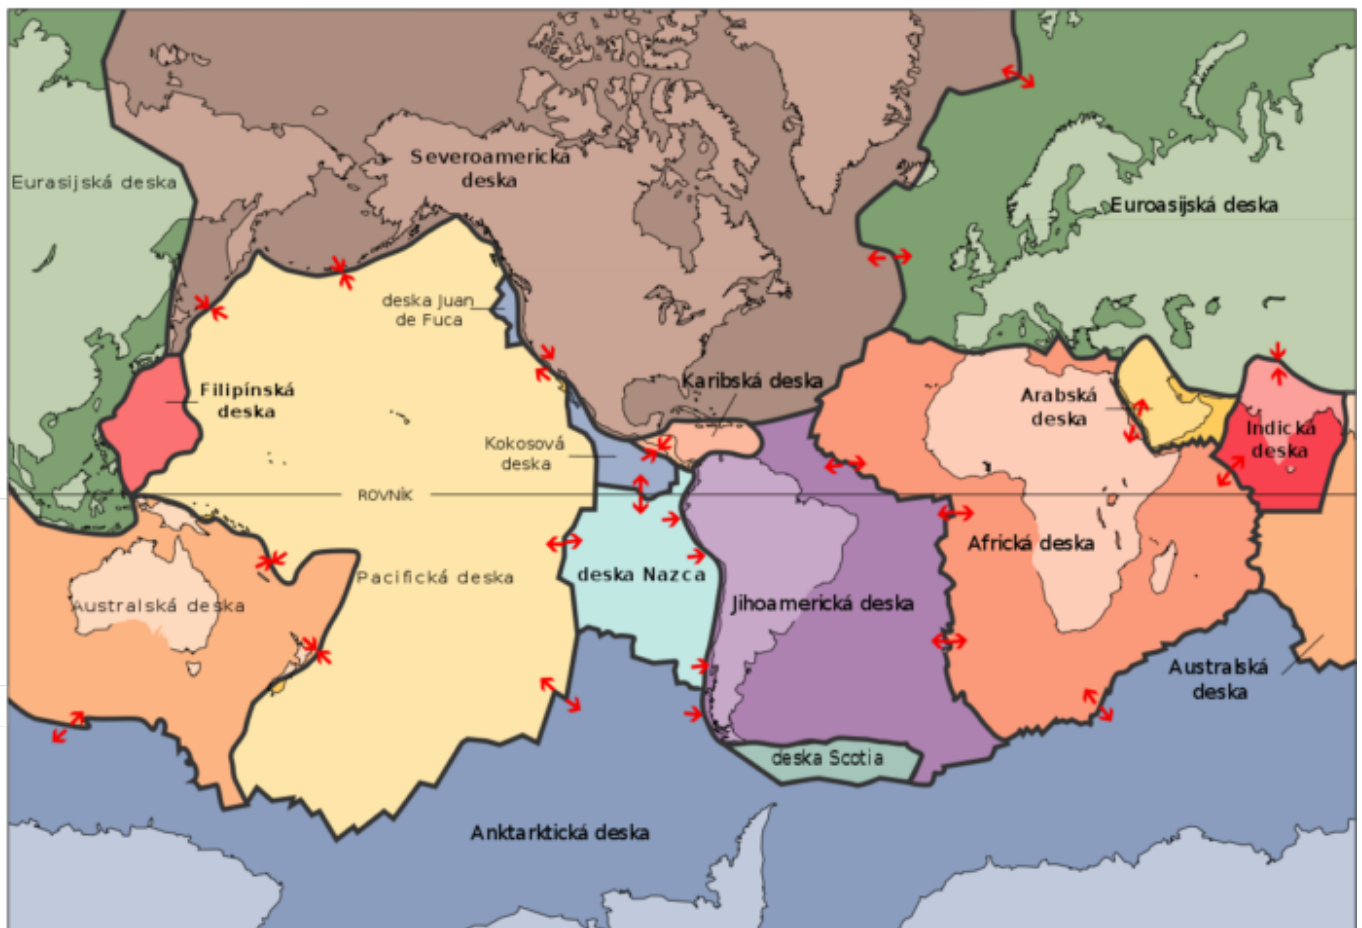 Severoamerická
deska
Eurasijská deska
Euroasijská deska
deska Juan
de Fuca
Filipínská
deska
Karibská deska
Arabská
deska
Indická
deska
Kokosová
deska
ROVNÍK
Africká deska
Pacifická deska
deska Nazca
Australská deska
Jihoamerická deska
Australská
deska
deska Scotia
Anktarktická deska